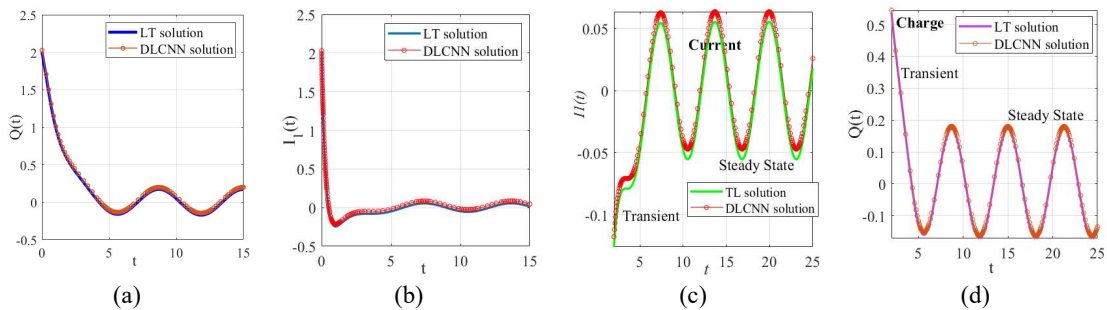 2.5
2
1.5
1
0.5
0
-0.5
0
5
10
15
Q(t)
t
LT solution
DLCNN solution
(a)
2.5
2
1.5
1
0.5
0
-0.5
0
5
10
15
I1(t)
t
LT solution
DLCNN solution
(b)
0.05
0
-0.05
-0.1
5
10
15
20
25
I1(t)
t
Current
Steady State
Transient
TL solution
DLCNN solution
(c)
0.5
0.4
0.3
0.2
0.1
0
-0.1
5
10
15
20
25
Q(t)
t
Charge
Transient
Steady State
LT solution
DLCNN solution
(d)